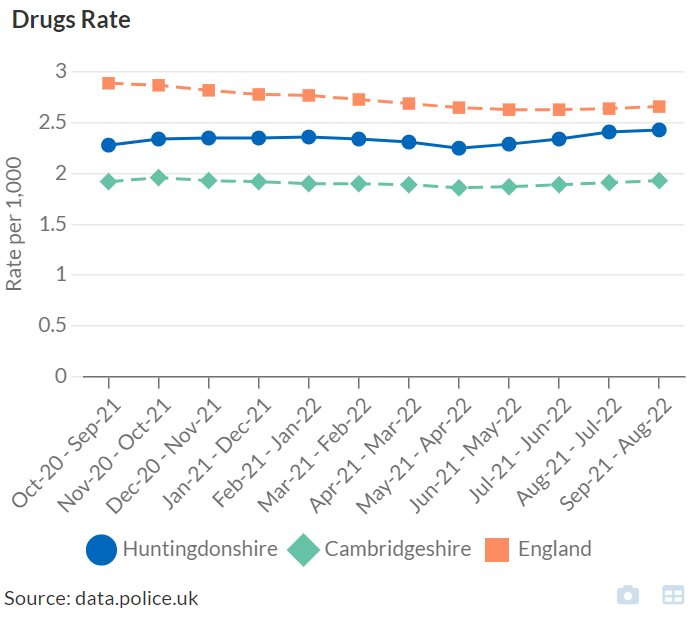 Drugs Rate
Rate per 1,000
3
2.5
2
1.5
1
0.5
0
Oct-20 - Sep-21
Nov-20 - Oct-21
Dec-20 - Nov-21
Jan-21 - Dec-21
Feb-21 - Jan-22
Mar-21 - Feb-22
Apr-21 - Mar-22
May-21 - Apr-22
Jun-21 - May-22
Jul-21 - Jun-22
Aug-21 - Jul-22
Sep-21 - Aug-22
Huntingdonshire Cambridgeshire England
Source: data.police.uk